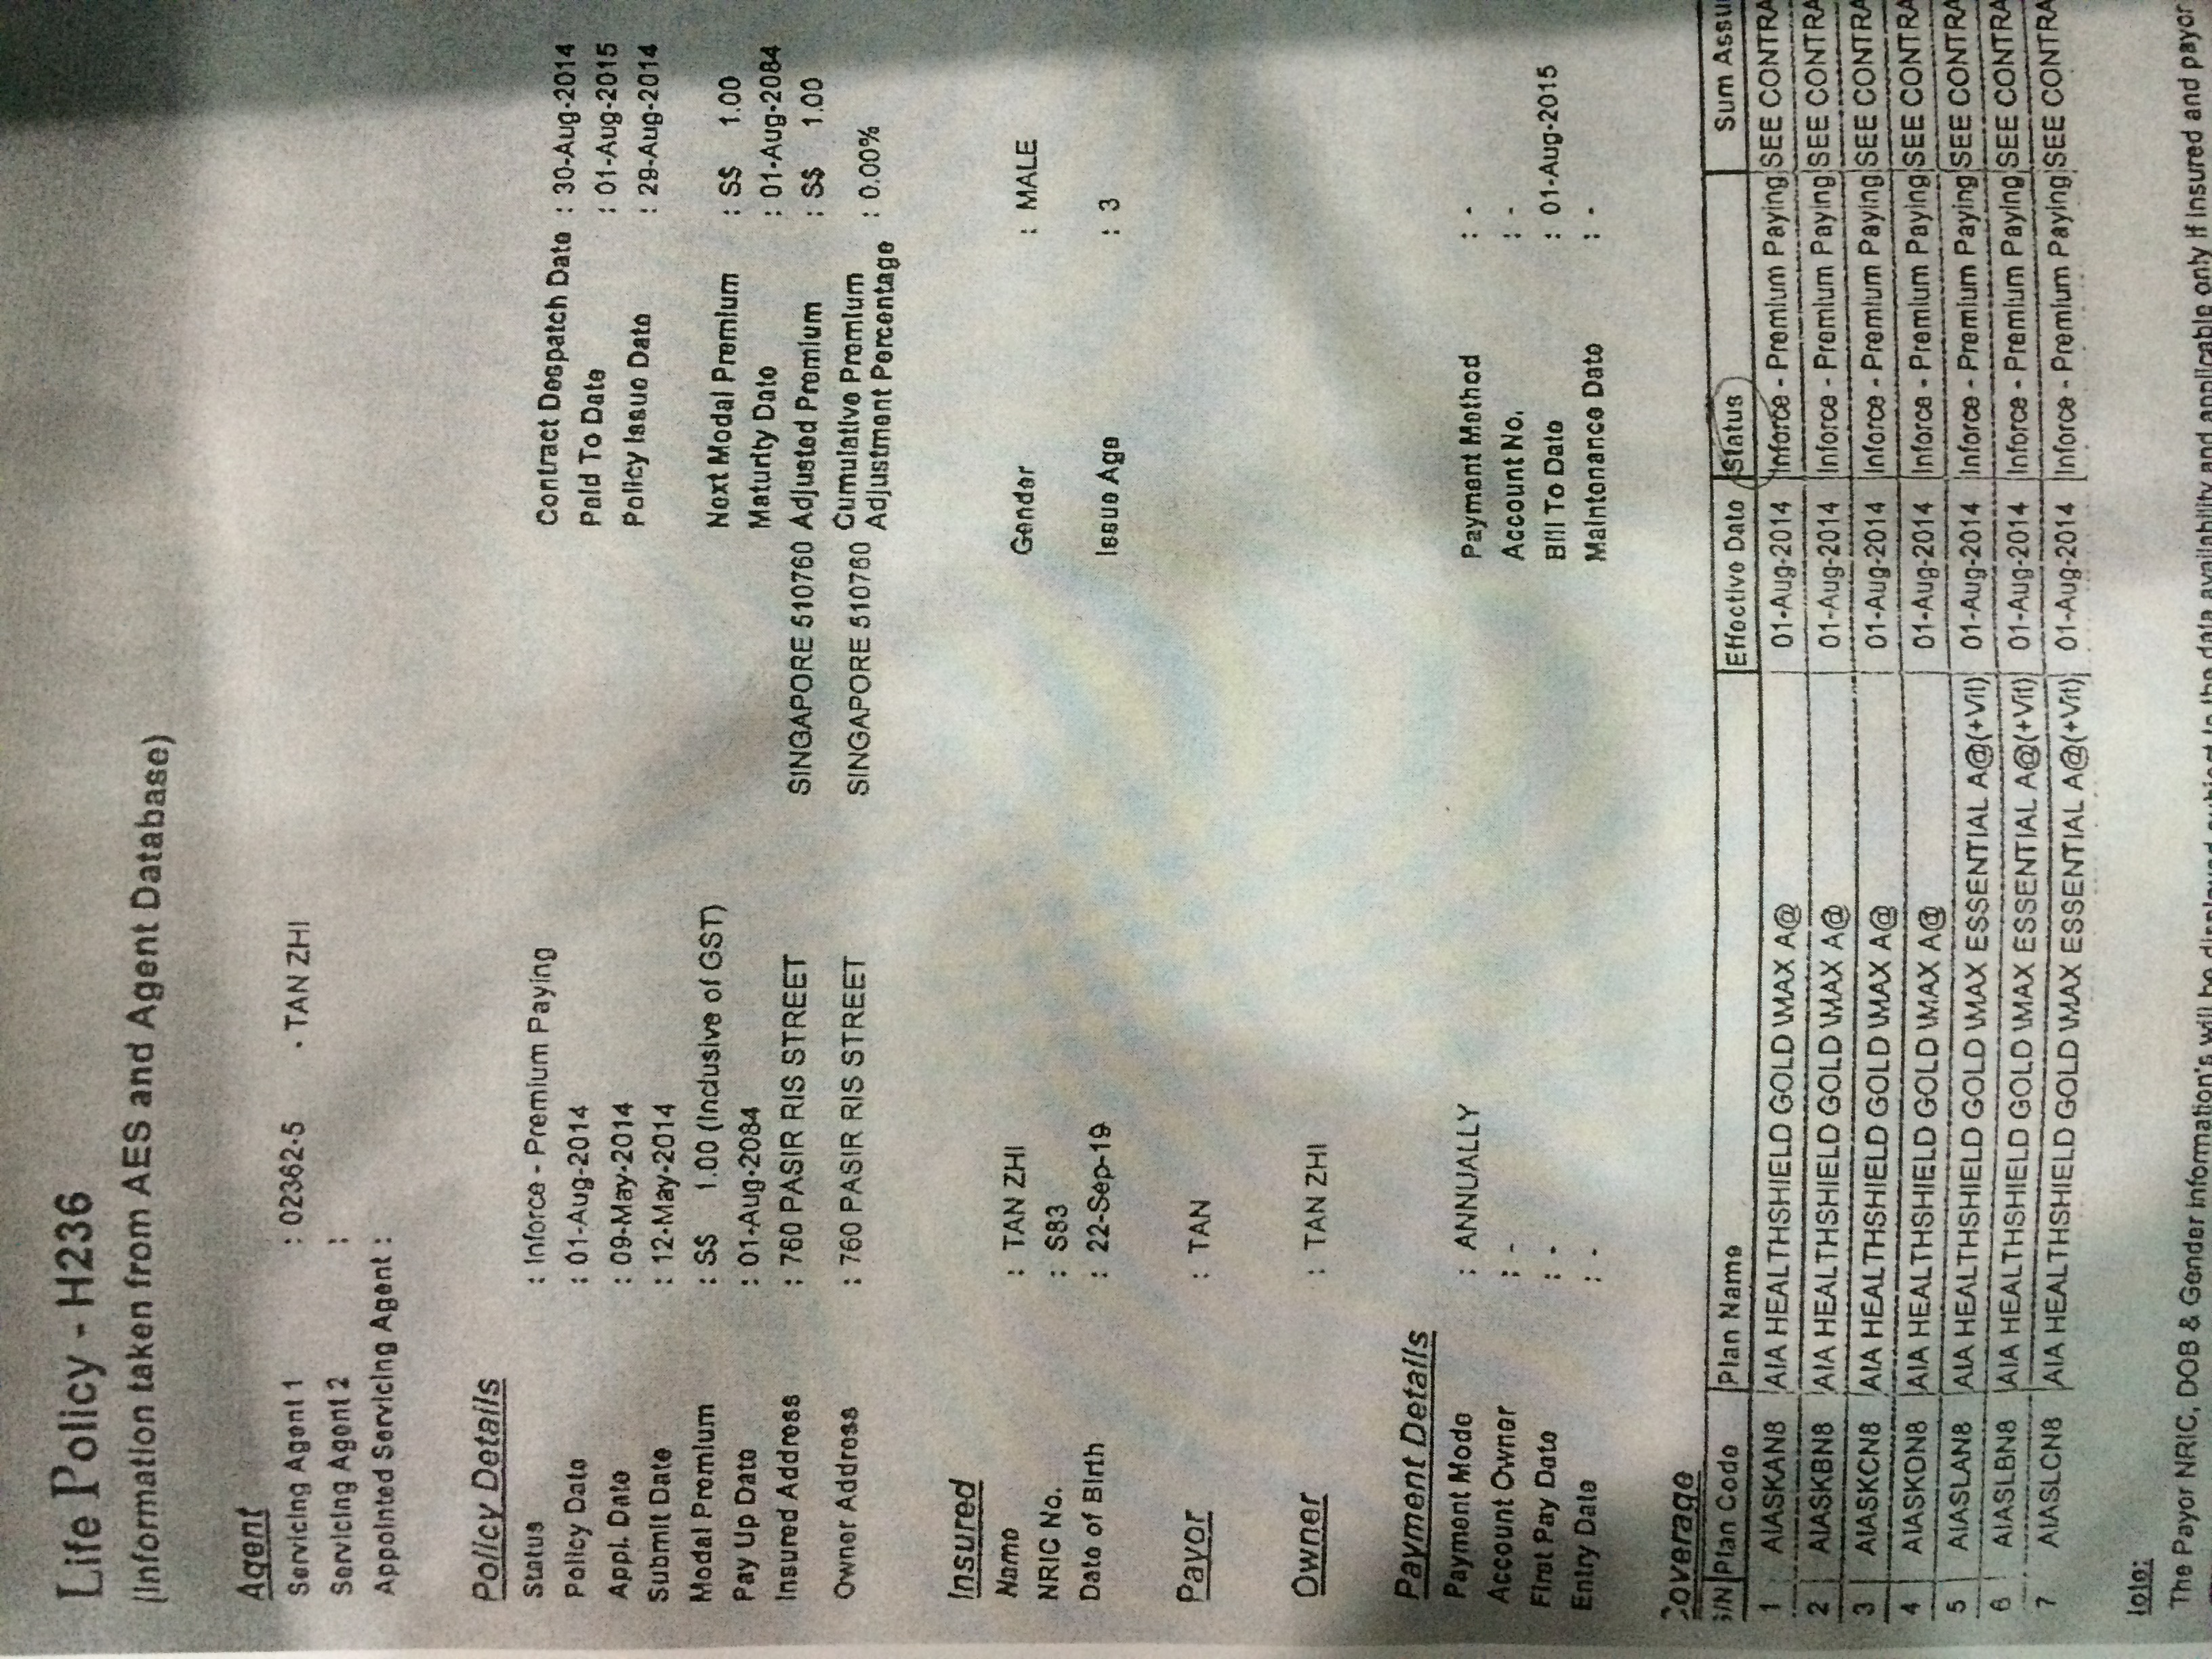 Life Policy - H236
(Information taken from AES and Agent Database)
Agent
Servicing Agent 1 : 02362-5 - TAN ZHI
Servicing Agent 2 :
Appointed Servicing Agent :
Policy Details
Status : Inforce - Premium Paying
Contract Despatch Date : 30-Aug-2014
Policy Date : 01-Aug-2014
Paid To Date : 01-Aug-2015
Appl. Date : 09-May-2014
Policy Issue Date : 29-Aug-2014
Submit Date : 12-May-2014
Modal Premium : S$ 1.00 (Inclusive of GST)
Next Modal Premium : S$ 1.00
Pay Up Date : 01-Aug-2084
Maturity Date : 01-Aug-2084
Insured Address : 760 PASIR RIS STREET SINGAPORE 510760
Adjusted Premium : S$ 1.00
Owner Address : 760 PASIR RIS STREET SINGAPORE 510760
Cumulative Premium
Adjustment Percentage : 0.00%
Insured
Name : TAN ZHI
Gender : MALE
NRIC No. : S83
Date of Birth : 22-Sep-19
Issue Age : 3
Payor : TAN
Owner : TAN ZHI
Payment Details
Payment Mode : ANNUALLY
Payment Method : -
Account Owner : -
Account No. : -
First Pay Date : -
Bill To Date : 01-Aug-2015
Entry Date : -
Maintenance Date : -
Coverage
S/N Plan Code Plan Name Effective Date Status Sum Assu
1 AIASKAN8 AIA HEALTHSHIELD GOLD \MAX A@ 01-Aug-2014 Inforce - Premium Paying SEE CONTRA
2 AIASKBN8 AIA HEALTHSHIELD GOLD \MAX A@ 01-Aug-2014 Inforce - Premium Paying SEE CONTRA
3 AIASKCN8 AIA HEALTHSHIELD GOLD \MAX A@ 01-Aug-2014 Inforce - Premium Paying SEE CONTRA
4 AIASKDN8 AIA HEALTHSHIELD GOLD \MAX A@ 01-Aug-2014 Inforce - Premium Paying SEE CONTRA
5 AIASLAN8 AIA HEALTHSHIELD GOLD \MAX ESSENTIAL A@(+Vit) 01-Aug-2014 Inforce - Premium Paying SEE CONTRA
6 AIASLBN8 AIA HEALTHSHIELD GOLD \MAX ESSENTIAL A@(+Vit) 01-Aug-2014 Inforce - Premium Paying SEE CONTRA
7 AIASLCN8 AIA HEALTHSHIELD GOLD \MAX ESSENTIAL A@(+Vit) 01-Aug-2014 Inforce - Premium Paying SEE CONTRA
Note:
The Payor NRIC, DOB & Gender information's will be displayed subject to the data availability and applicable only if Insured and payor